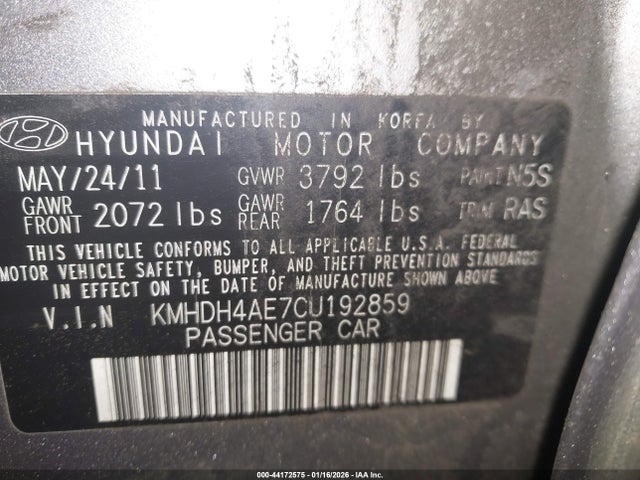 MANUFACTURED IN KOREA BY
HYUNDAI MOTOR COMPANY
MAY/24/11 GVWR 3792 lbs PAINT N5S
GAWR FRONT 2072 lbs GAWR REAR 1764 lbs TRIM RAS
THIS VEHICLE CONFORMS TO ALL APPLICABLE U.S.A. FEDERAL
MOTOR VEHICLE SAFETY, BUMPER, AND THEFT PREVENTION STANDARDS
IN EFFECT ON THE DATE OF MANUFACTURE SHOWN ABOVE
V.I.N KMHDH4AE7CU192859
PASSENGER CAR
000-44172575 | 01/16/2026 | IAA Inc.